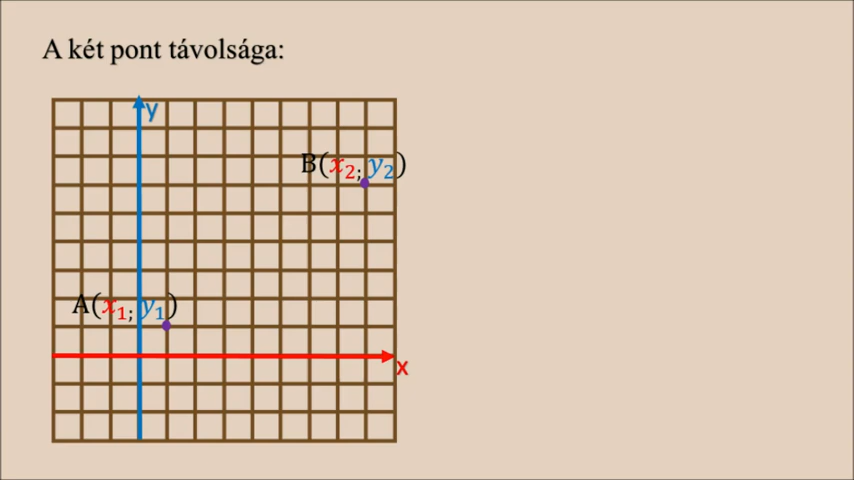 A két pont távolsága:
y
B(x₂; y₂)
A(x₁; y₁)
x